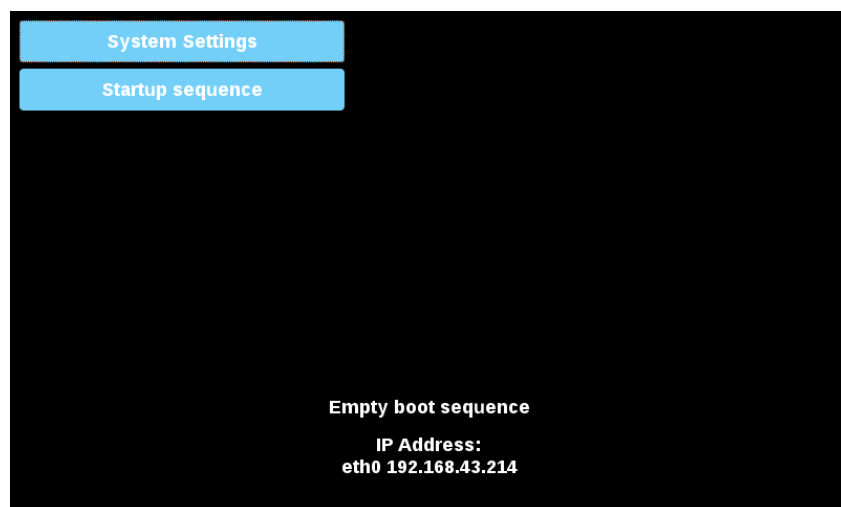 System Settings
Startup sequence
Empty boot sequence
IP Address:
eth0 192.168.43.214